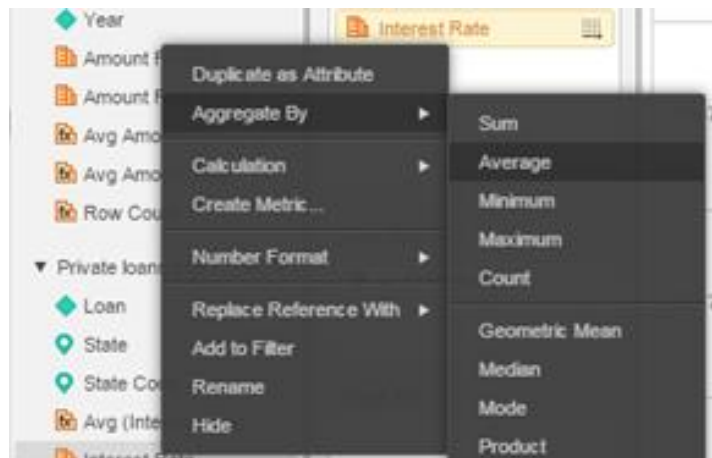 Year
Amount F
Amount F
Avg Amo
Avg Amo
Row Cou
Private loan
Loan
State
State Co
Avg (Inte
Interest Rate
Duplicate as Attribute
Aggregate By
Calculation
Create Metric...
Number Format
Replace Reference With
Add to Filter
Rename
Hide
Sum
Average
Minimum
Maximum
Count
Geometric Mean
Median
Mode
Product